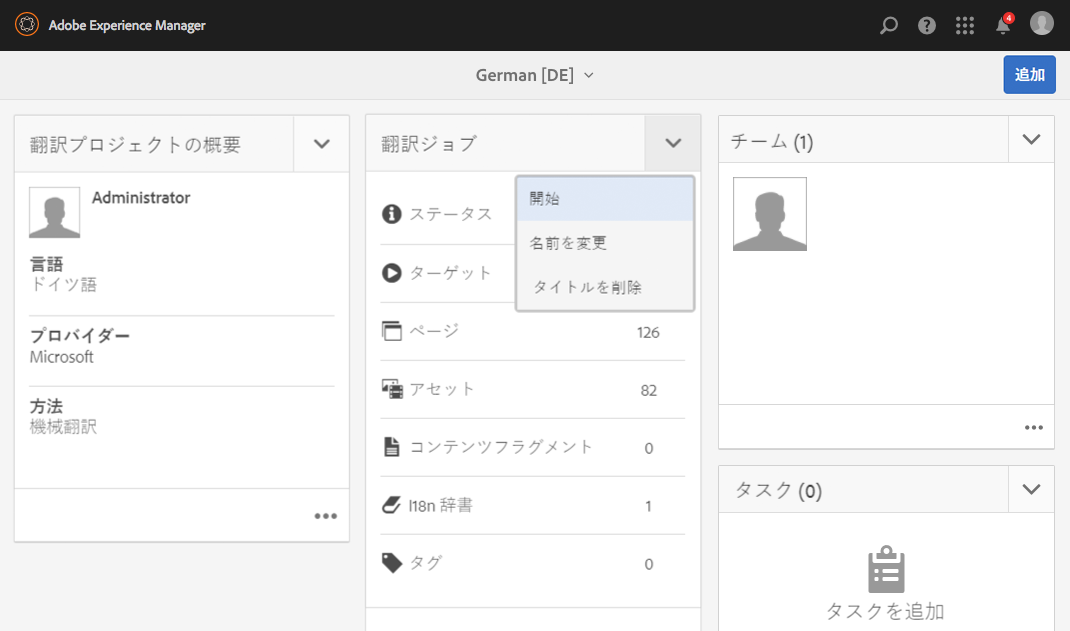 Adobe Experience Manager
4
German [DE]
追加
翻訳プロジェクトの概要
Administrator
言語
ドイツ語
プロバイダー
Microsoft
方法
機械翻訳
翻訳ジョブ
開始
名前を変更
タイトルを削除
ステータス
ターゲット
ページ 126
アセット 82
コンテンツフラグメント 0
I18n 辞書 1
タグ 0
チーム (1)
タスク (0)
タスクを追加